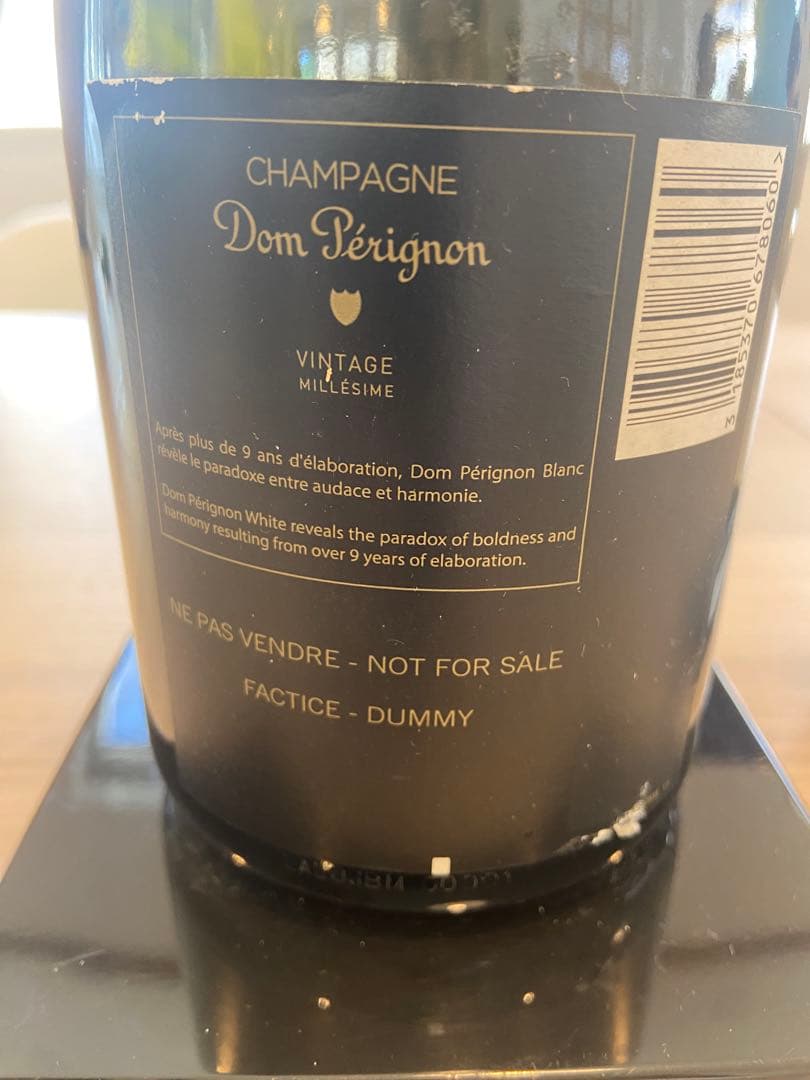 CHAMPAGNE
Dom Pérignon
VINTAGE
MILLÉSIME
Après plus de 9 ans d'élaboration, Dom Pérignon Blanc
révèle le paradoxe entre audace et harmonie.
Dom Pérignon White reveals the paradox of boldness and
harmony resulting from over 9 years of elaboration.
NE PAS VENDRE - NOT FOR SALE
FACTICE - DUMMY
3 185370 678060 >